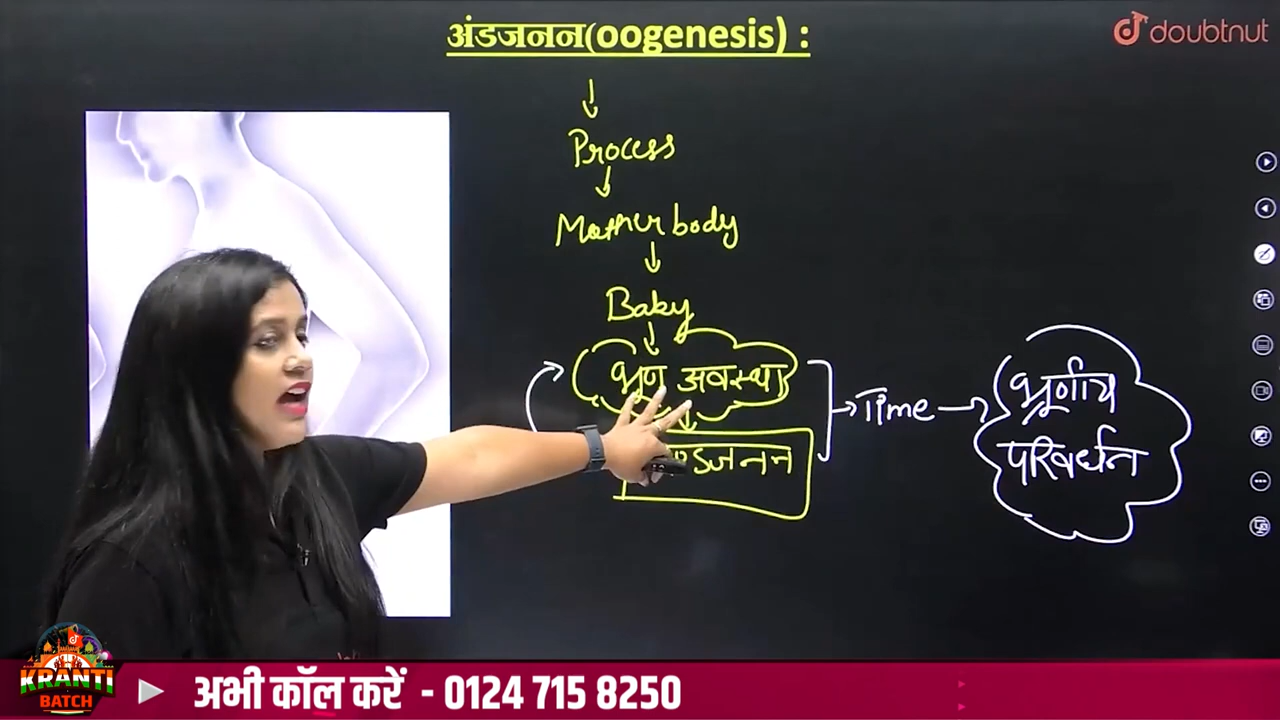 अंडजनन(oogenesis) :
doubtnut
Process
Mother body
Baby
भ्रूण अवस्था
डजनन
Time
भ्रूणीय
परिवर्धन
KRANTI
BATCH
अभी कॉल करें - 0124 715 8250